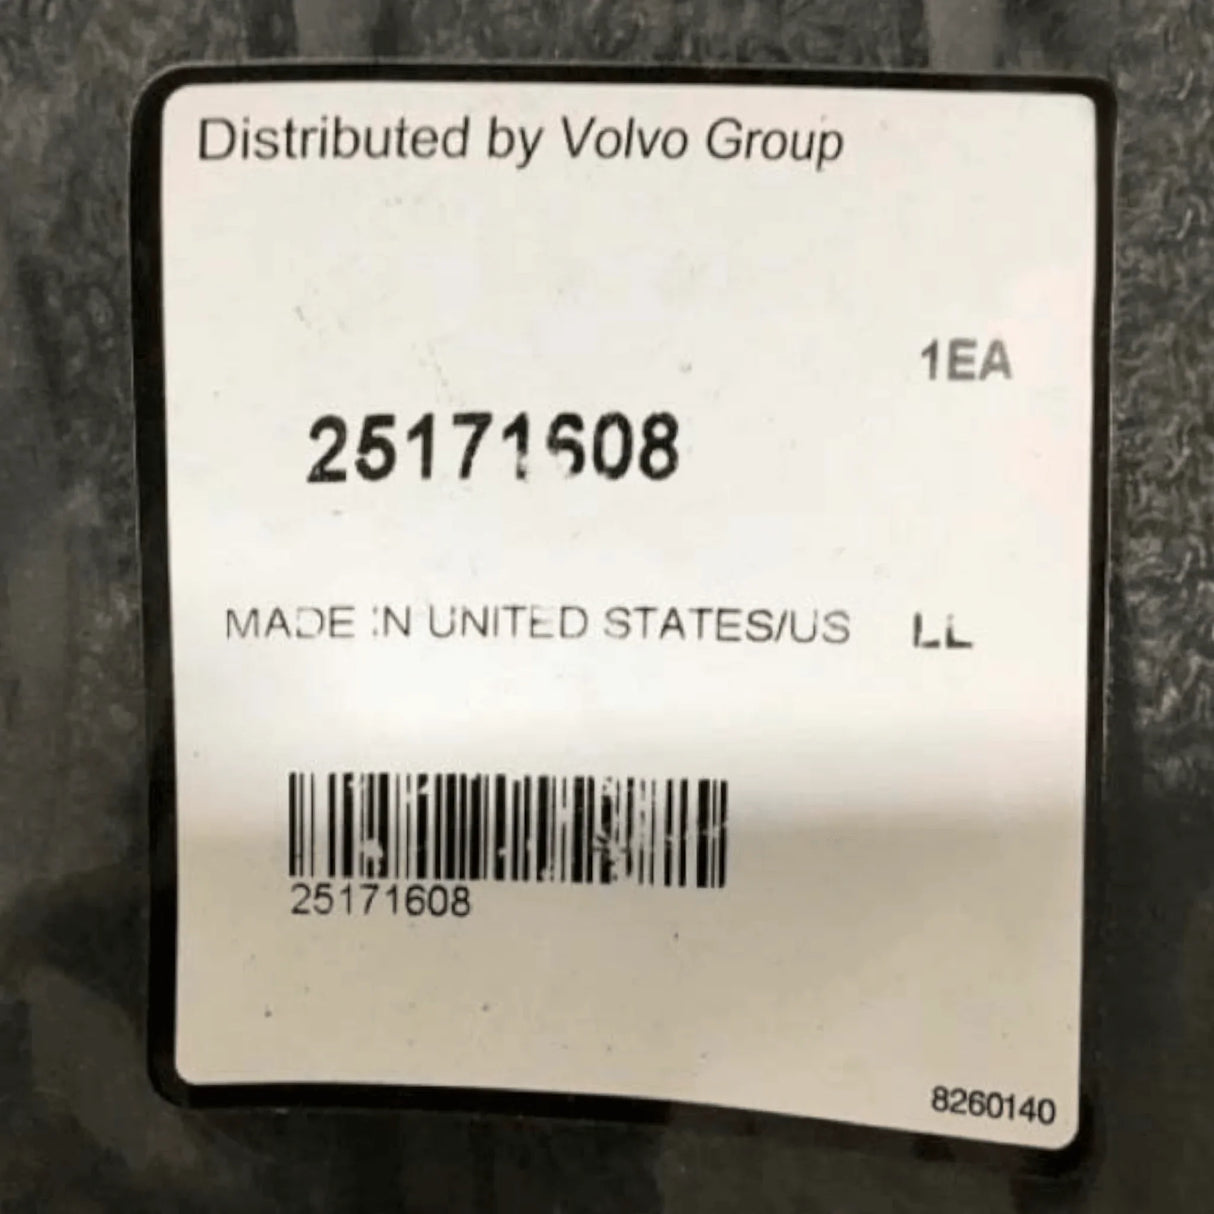 Distributed by Volvo Group
1EA
25171608
MADE IN UNITED STATES/US LL
25171608
8260140